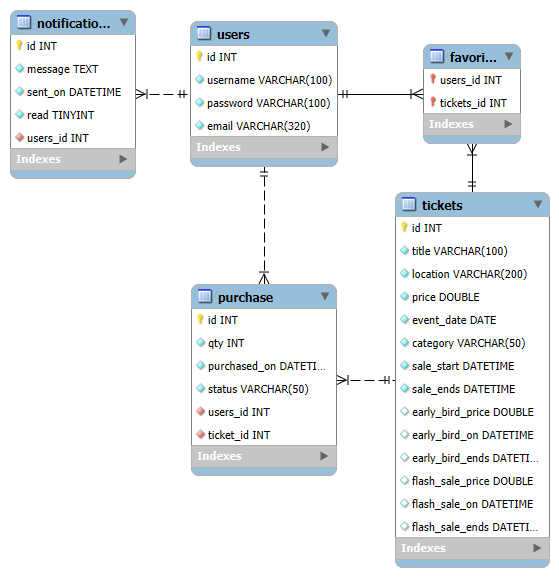 notification...
id INT
message TEXT
sent_on DATETIME
read TINYINT
users_id INT
Indexes
users
id INT
username VARCHAR(100)
password VARCHAR(100)
email VARCHAR(320)
Indexes
favori...
users_id INT
tickets_id INT
Indexes
purchase
id INT
qty INT
purchased_on DATETI...
status VARCHAR(50)
users_id INT
ticket_id INT
Indexes
tickets
id INT
title VARCHAR(100)
location VARCHAR(200)
price DOUBLE
event_date DATE
category VARCHAR(50)
sale_start DATETIME
sale_ends DATETIME
early_bird_price DOUBLE
early_bird_on DATETIME
early_bird_ends DATETI...
flash_sale_price DOUBLE
flash_sale_on DATETIME
flash_sale_ends DATETI...
Indexes